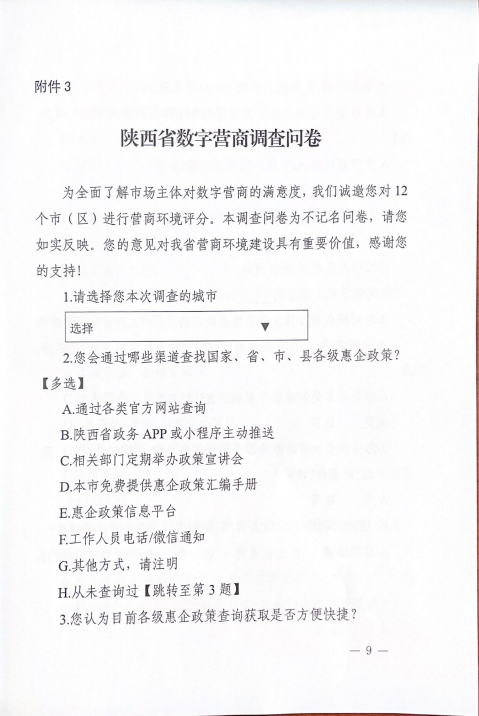 附件3
陕西省数字营商调查问卷
为全面了解市场主体对数字营商的满意度，我们诚邀您对12
个市（区）进行营商环境评分。本调查问卷为不记名问卷，请您
如实反映。您的意见对我省营商环境建设具有重要价值，感谢您
的支持！
1.请选择您本次调查的城市
选择 ▼
2.您会通过哪些渠道查找国家、省、市、县各级惠企政策？
【多选】
A.通过各类官方网站查询
B.陕西省政务APP或小程序主动推送
C.相关部门定期举办政策宣讲会
D.本市免费提供惠企政策汇编手册
E.惠企政策信息平台
F.工作人员电话/微信通知
G.其他方式，请注明
H.从未查询过【跳转至第3题】
3.您认为目前各级惠企政策查询获取是否方便快捷？
— 9 —